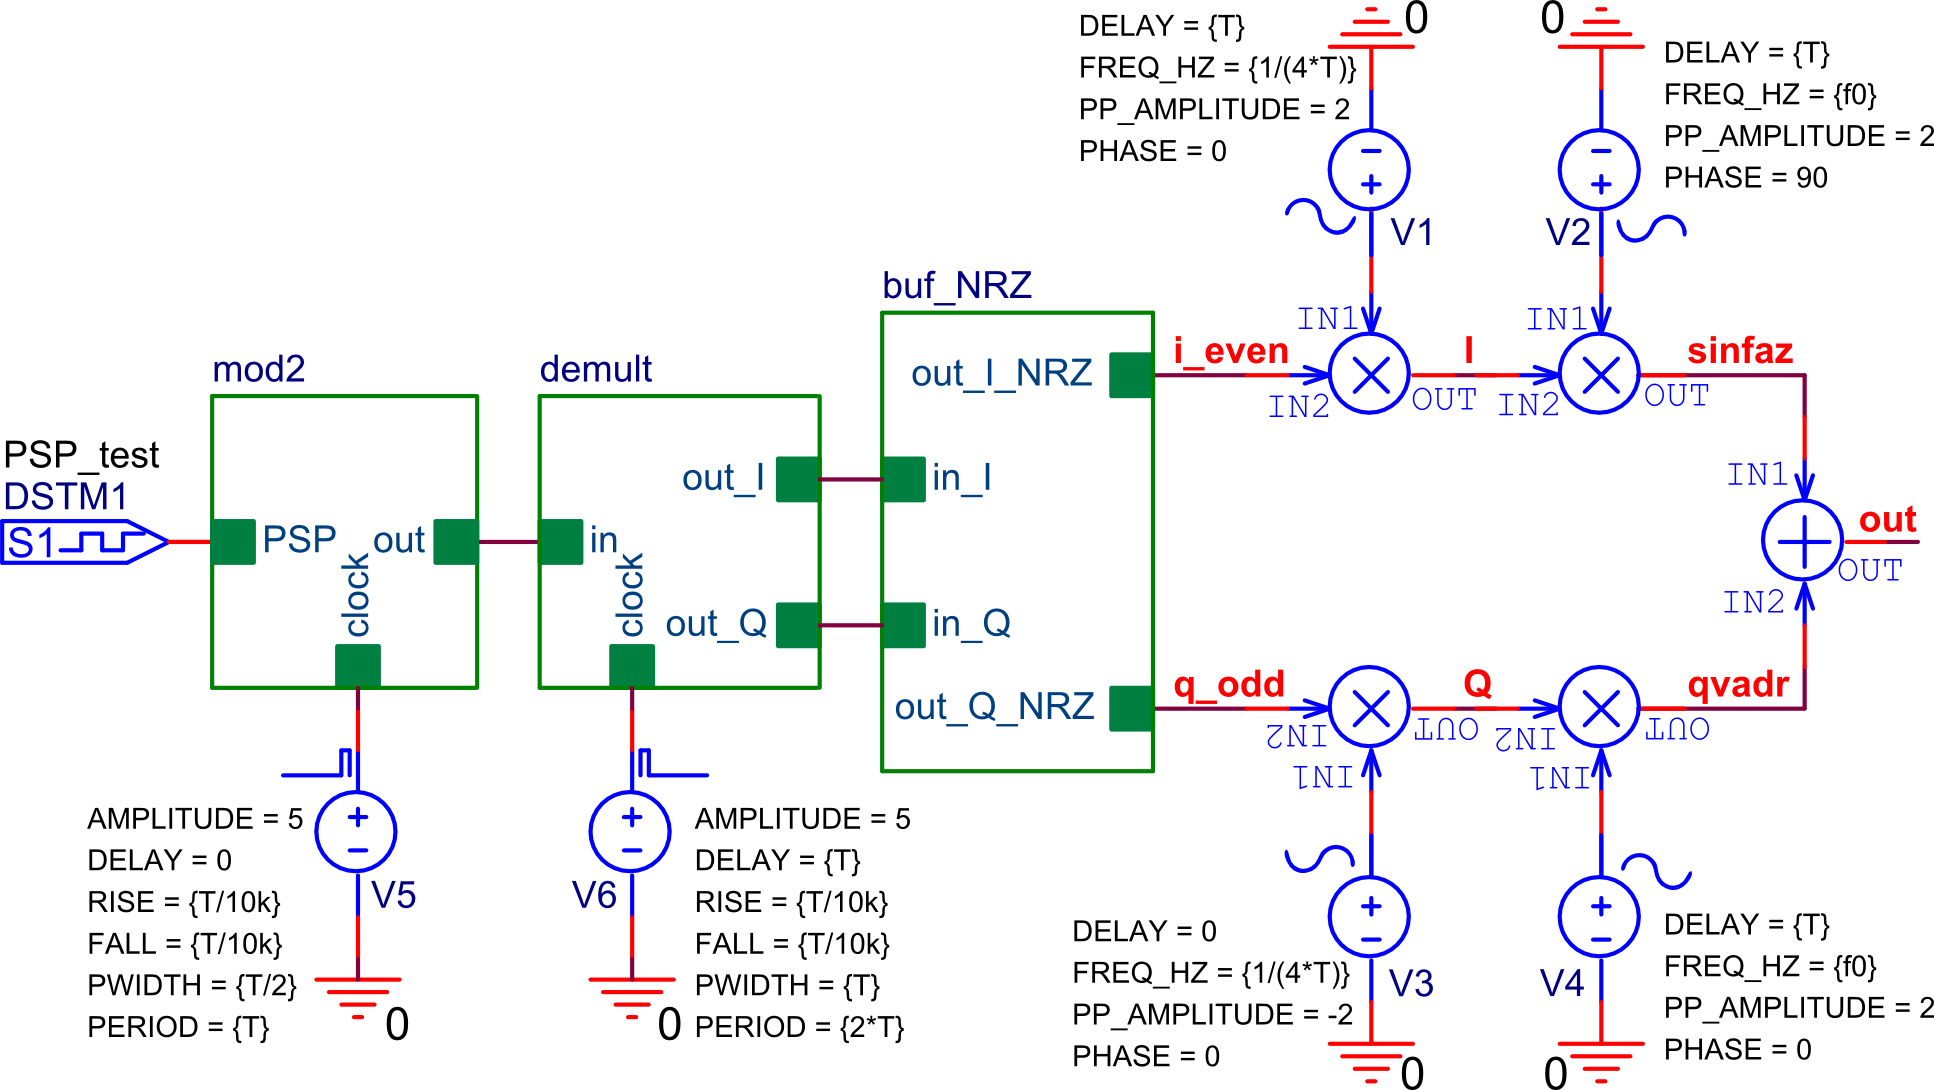 DELAY = {T}
FREQ_HZ = {1/(4*T)}
PP_AMPLITUDE = 2
PHASE = 0
0
0
DELAY = {T}
FREQ_HZ = {f0}
PP_AMPLITUDE = 2
PHASE = 90
V1
V2
buf_NRZ
IN1
IN1
out_I_NRZ
i_even
I
sinfaz
IN2
OUT
IN2
OUT
mod2
demult
PSP_test
DSTM1
S1
PSP
clock
out
in
clock
out_I
out_Q
in_I
in_Q
out_Q_NRZ
IN1
out
OUT
IN2
q_odd
Q
qvadr
IN2
OUT
IN2
OUT
IN1
IN1
AMPLITUDE = 5
DELAY = 0
RISE = {T/10k}
FALL = {T/10k}
PWIDTH = {T/2}
PERIOD = {T}
V5
0
V6
AMPLITUDE = 5
DELAY = {T}
RISE = {T/10k}
FALL = {T/10k}
PWIDTH = {T}
PERIOD = {2*T}
0
DELAY = 0
FREQ_HZ = {1/(4*T)}
PP_AMPLITUDE = -2
PHASE = 0
V3
0
V4
0
DELAY = {T}
FREQ_HZ = {f0}
PP_AMPLITUDE = 2
PHASE = 0